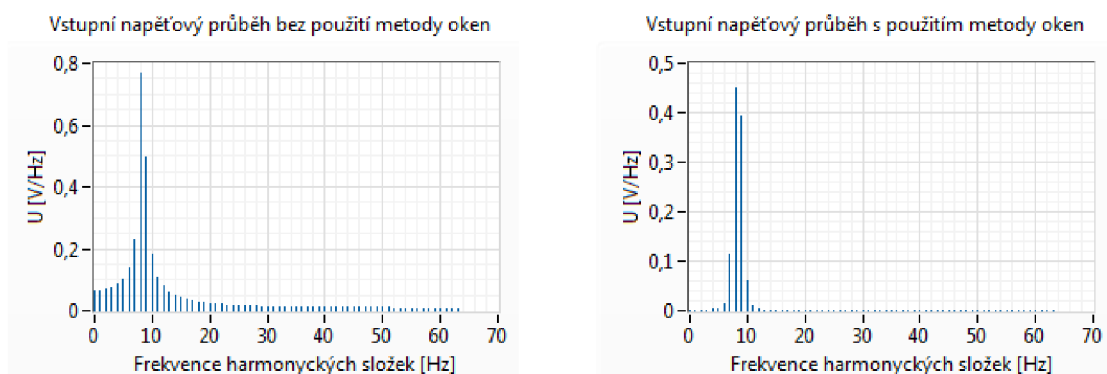 Vstupní napěťový průběh bez použití metody oken
0,8
0,6
0,4
0,2
0
U [V/Hz]
0 10 20 30 40 50 60 70
Frekvence harmonyckých složek [Hz]
Vstupní napěťový průběh s použitím metody oken
0,5
0,4
0,3
0,2
0,1
0
U [V/Hz]
0 10 20 30 40 50 60 70
Frekvence harmonyckých složek [Hz]